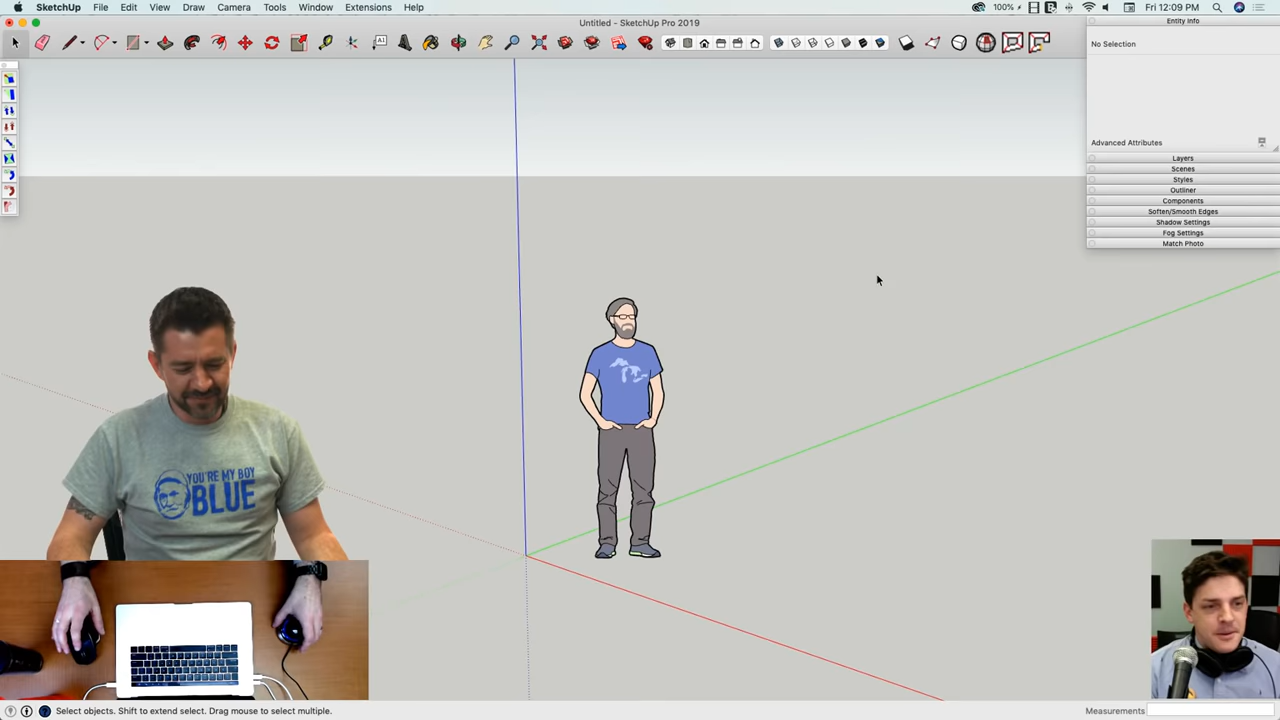 SketchUp File Edit View Draw Camera Tools Window Extensions Help
100% Fri 12:09 PM
Untitled - SketchUp Pro 2019
Entity Info
No Selection
Advanced Attributes
Layers
Scenes
Styles
Outliner
Components
Soften/Smooth Edges
Shadow Settings
Fog Settings
Match Photo
YOU'RE MY BOY
BLUE
Select objects. Shift to extend select. Drag mouse to select multiple.
Measurements